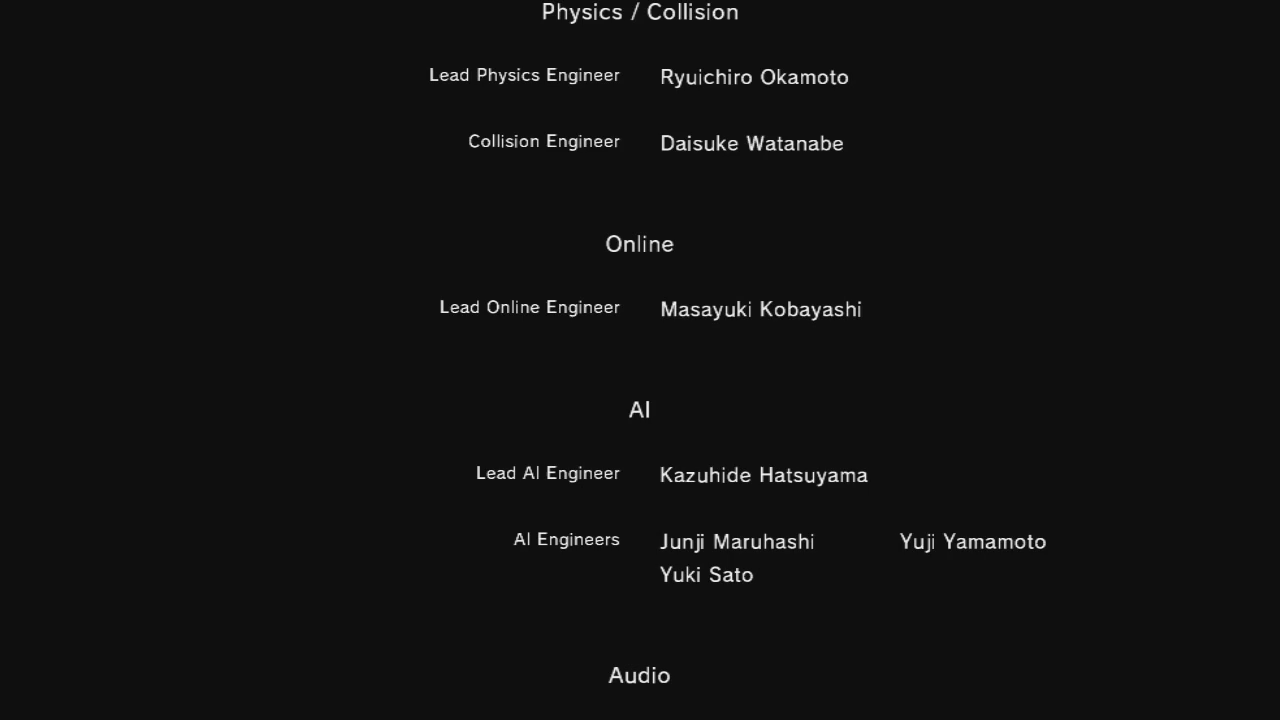 Physics / Collision
Lead Physics Engineer Ryuichiro Okamoto
Collision Engineer Daisuke Watanabe
Online
Lead Online Engineer Masayuki Kobayashi
AI
Lead AI Engineer Kazuhide Hatsuyama
AI Engineers Junji Maruhashi Yuji Yamamoto
Yuki Sato
Audio